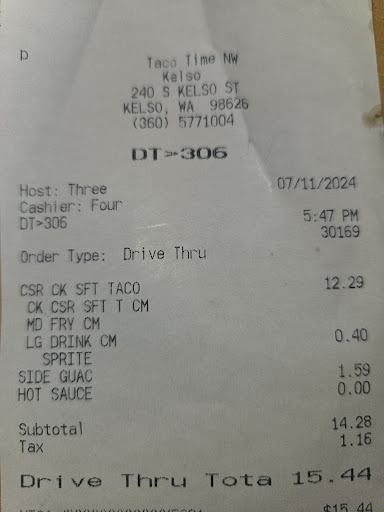 p
Taco Time NW
Kelso
240 S KELSO ST
KELSO, WA 98626
(360) 5771004
DT>306
Host: Three 07/11/2024
Cashier: Four
DT>306 5:47 PM
30169
Order Type: Drive Thru
CSR CK SFT TACO 12.29
CK CSR SFT T CM
MD FRY CM
LG DRINK CM 0.40
SPRITE
SIDE GUAC 1.59
HOT SAUCE 0.00
Subtotal 14.28
Tax 1.16
Drive Thru Tota 15.44
$15.44